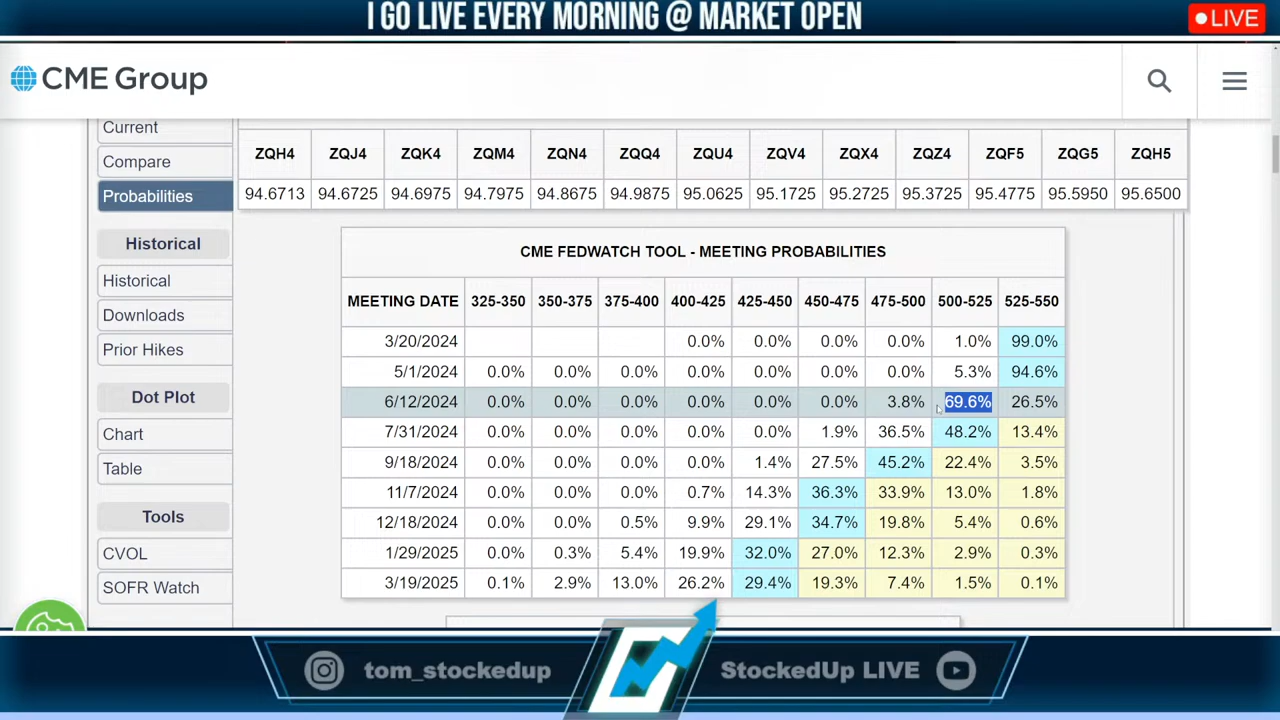 I GO LIVE EVERY MORNING @ MARKET OPEN
LIVE
CME Group
Current
Compare
Probabilities
Historical
Historical
Downloads
Prior Hikes
Dot Plot
Chart
Table
Tools
CVOL
SOFR Watch
ZQH4 ZQJ4 ZQK4 ZQM4 ZQN4 ZQQ4 ZQU4 ZQV4 ZQX4 ZQZ4 ZQF5 ZQG5 ZQH5
94.6713 94.6725 94.6975 94.7975 94.8675 94.9875 95.0625 95.1725 95.2725 95.3725 95.4775 95.5950 95.6500
CME FEDWATCH TOOL - MEETING PROBABILITIES
MEETING DATE 325-350 350-375 375-400 400-425 425-450 450-475 475-500 500-525 525-550
3/20/2024 0.0% 0.0% 0.0% 0.0% 1.0% 99.0%
5/1/2024 0.0% 0.0% 0.0% 0.0% 0.0% 0.0% 0.0% 5.3% 94.6%
6/12/2024 0.0% 0.0% 0.0% 0.0% 0.0% 0.0% 3.8% 69.6% 26.5%
7/31/2024 0.0% 0.0% 0.0% 0.0% 0.0% 1.9% 36.5% 48.2% 13.4%
9/18/2024 0.0% 0.0% 0.0% 0.0% 1.4% 27.5% 45.2% 22.4% 3.5%
11/7/2024 0.0% 0.0% 0.0% 0.7% 14.3% 36.3% 33.9% 13.0% 1.8%
12/18/2024 0.0% 0.0% 0.5% 9.9% 29.1% 34.7% 19.8% 5.4% 0.6%
1/29/2025 0.0% 0.3% 5.4% 19.9% 32.0% 27.0% 12.3% 2.9% 0.3%
3/19/2025 0.1% 2.9% 13.0% 26.2% 29.4% 19.3% 7.4% 1.5% 0.1%
tom_stockedup
StockedUp LIVE